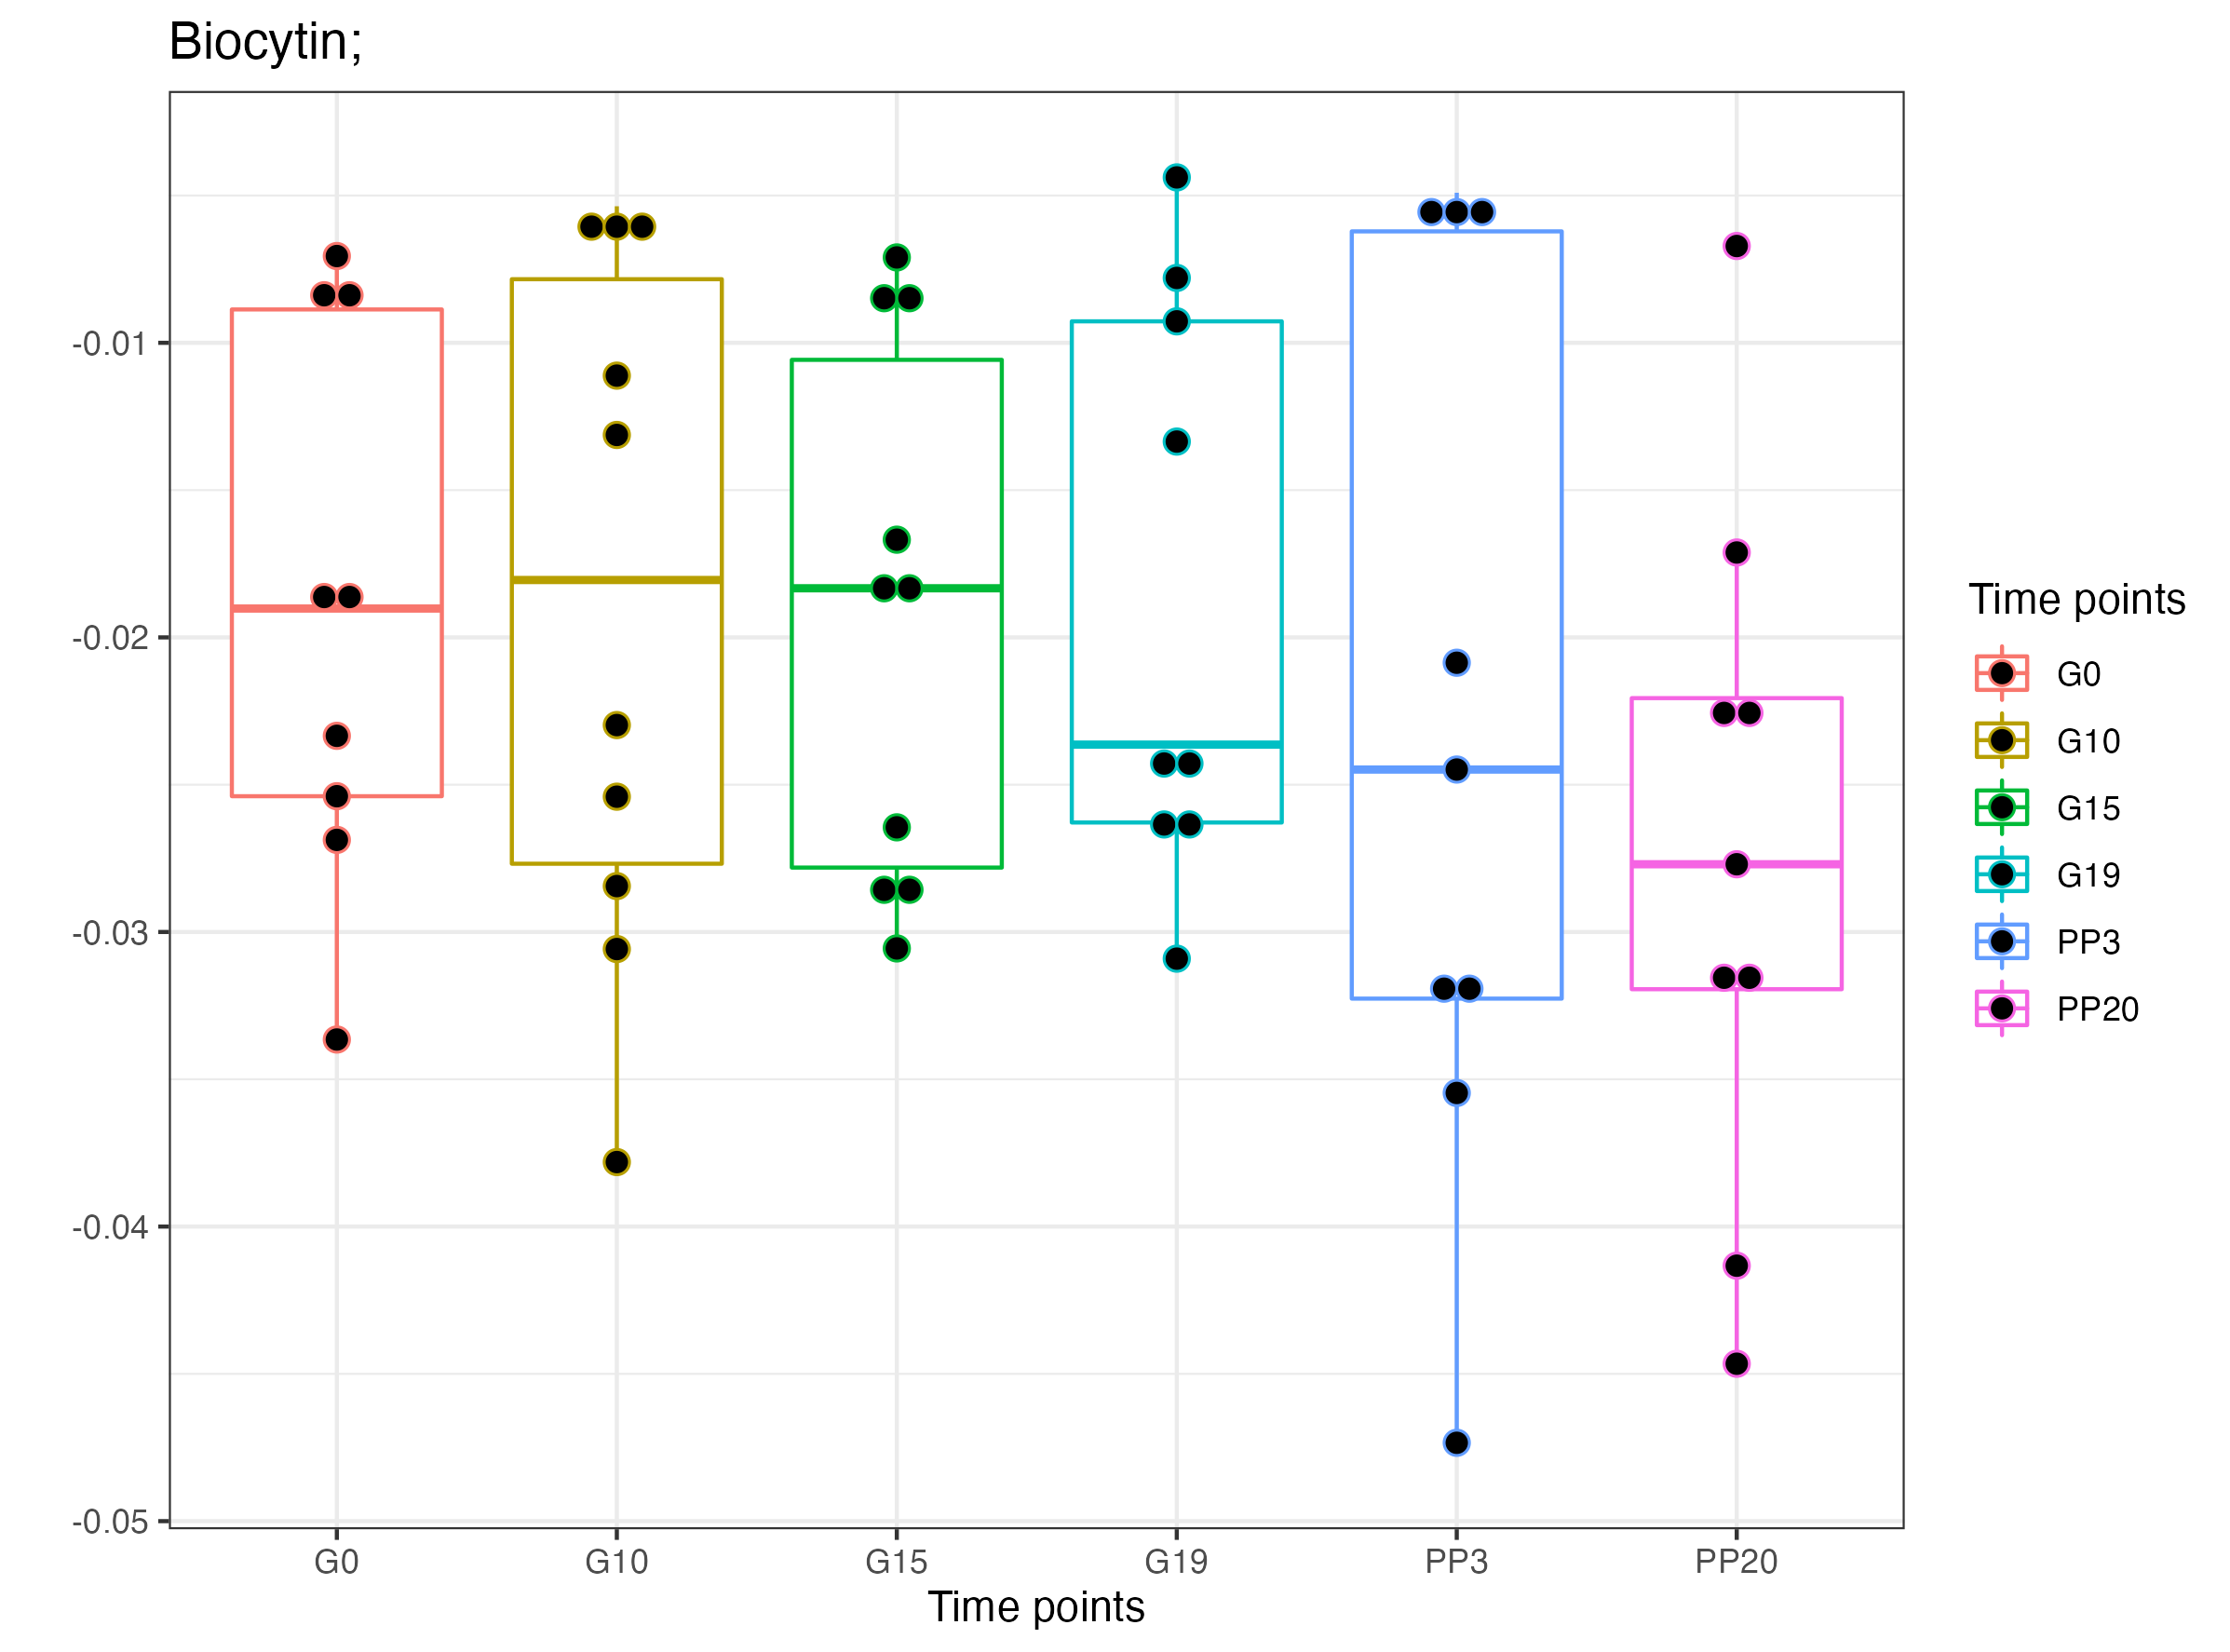 Biocytin;
-0.01
-0.02
-0.03
-0.04
-0.05
G0 G10 G15 G19 PP3 PP20
Time points
Time points
G0
G10
G15
G19
PP3
PP20